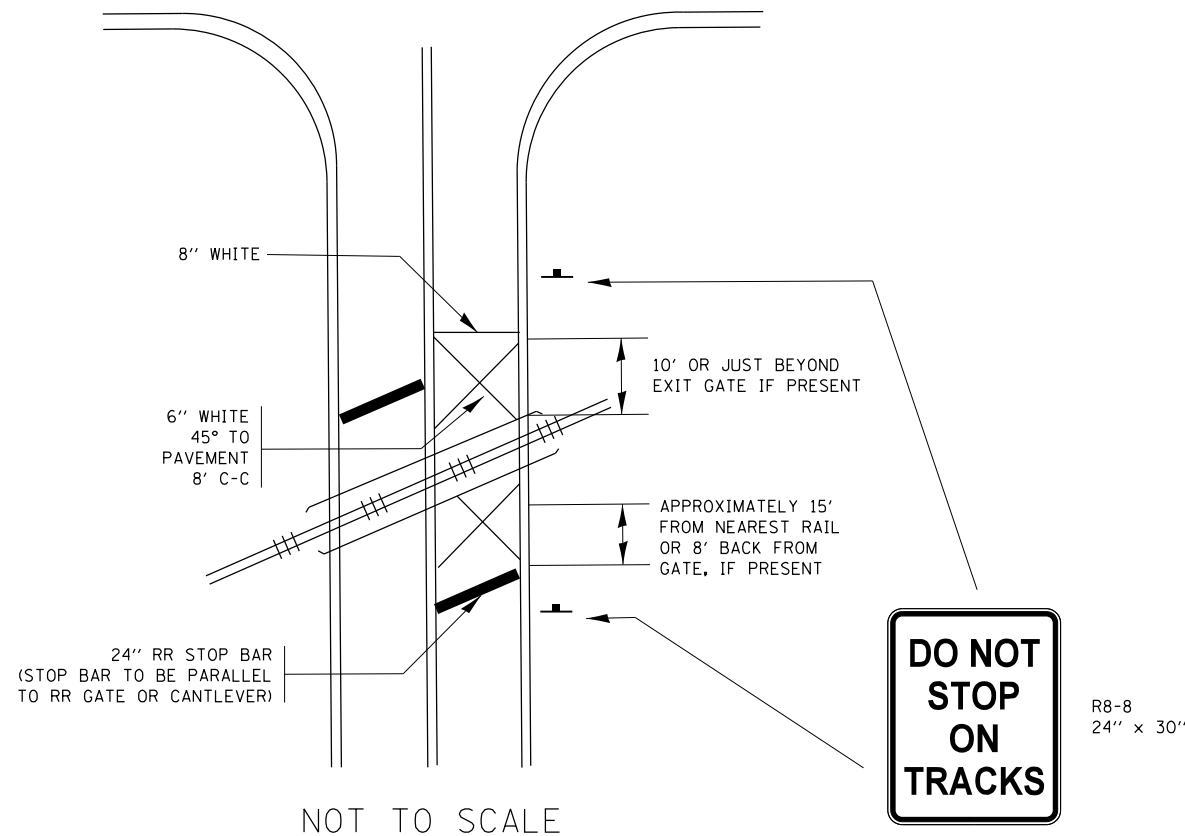 8" WHITE
10' OR JUST BEYOND
EXIT GATE IF PRESENT
6" WHITE
45° TO
PAVEMENT
8' C-C
APPROXIMATELY 15'
FROM NEAREST RAIL
OR 8' BACK FROM
GATE, IF PRESENT
24" RR STOP BAR
(STOP BAR TO BE PARALLEL
TO RR GATE OR CANTLEVER)
DO NOT
STOP
ON
TRACKS
R8-8
24" x 30"
NOT TO SCALE